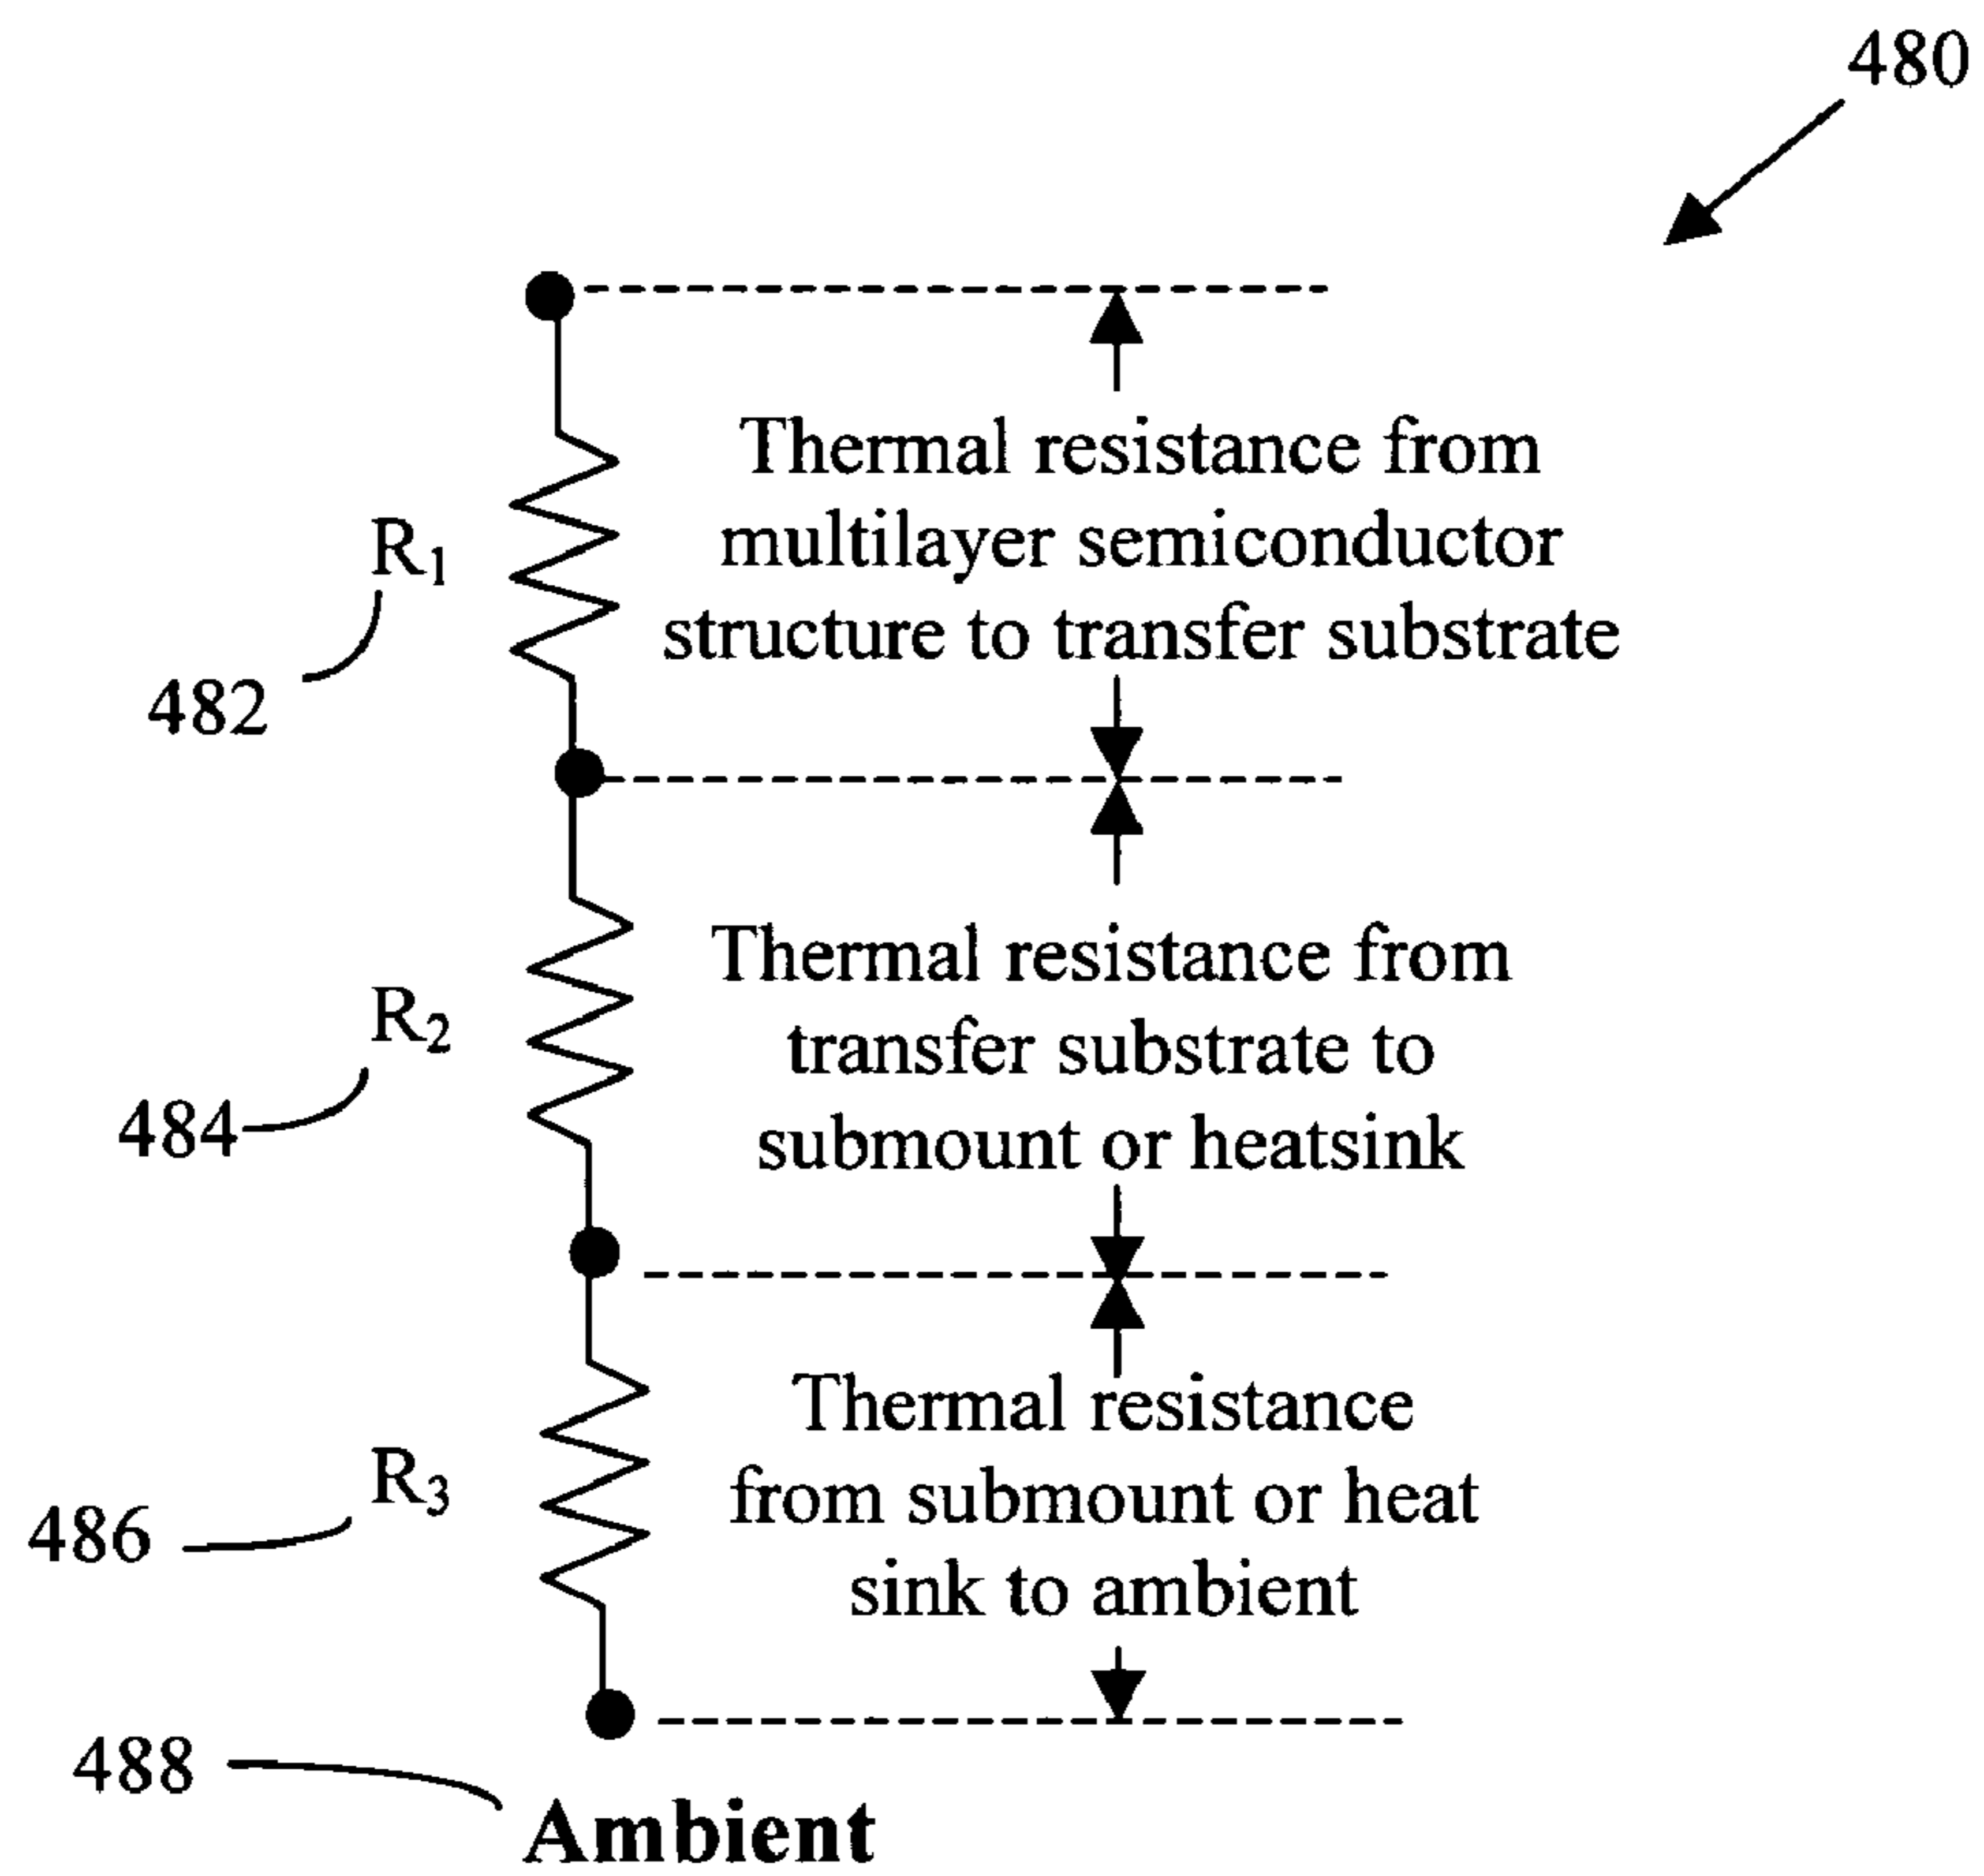 480
Thermal resistance from
multilayer semiconductor
structure to transfer substrate
R₁
482
Thermal resistance from
transfer substrate to
submount or heatsink
R₂
484
Thermal resistance
from submount or heat
sink to ambient
R₃
486
488
Ambient